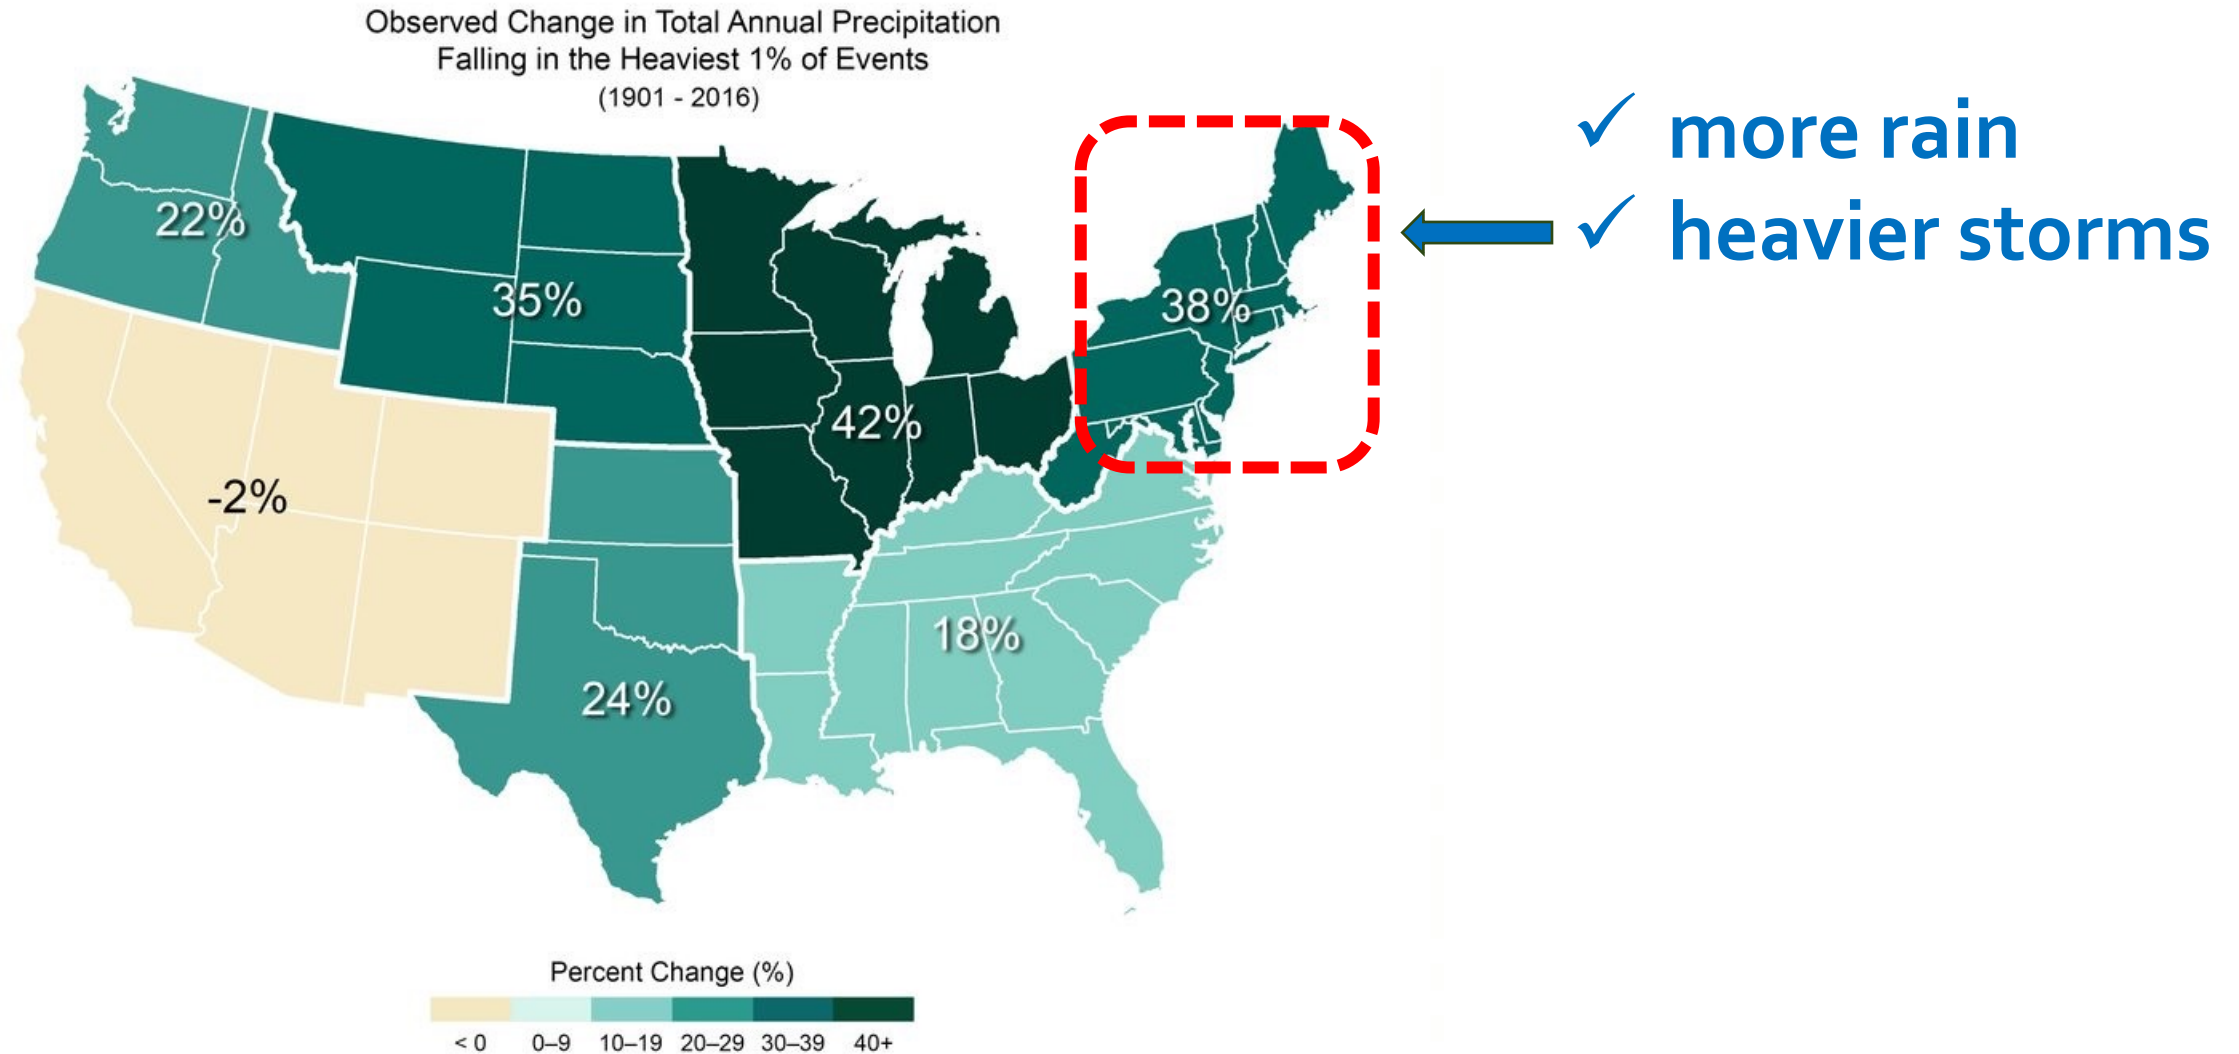 Observed Change in Total Annual Precipitation
Falling in the Heaviest 1% of Events
(1901 - 2016)
✓ more rain
✓ heavier storms
22%
35%
38%
42%
-2%
18%
24%
Percent Change (%)
< 0 0–9 10–19 20–29 30–39 40+